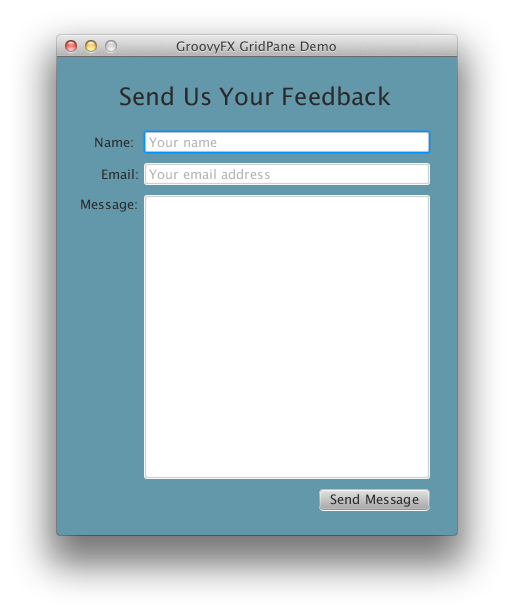 GroovyFX GridPane Demo
Send Us Your Feedback
Name: Your name
Email: Your email address
Message:
Send Message